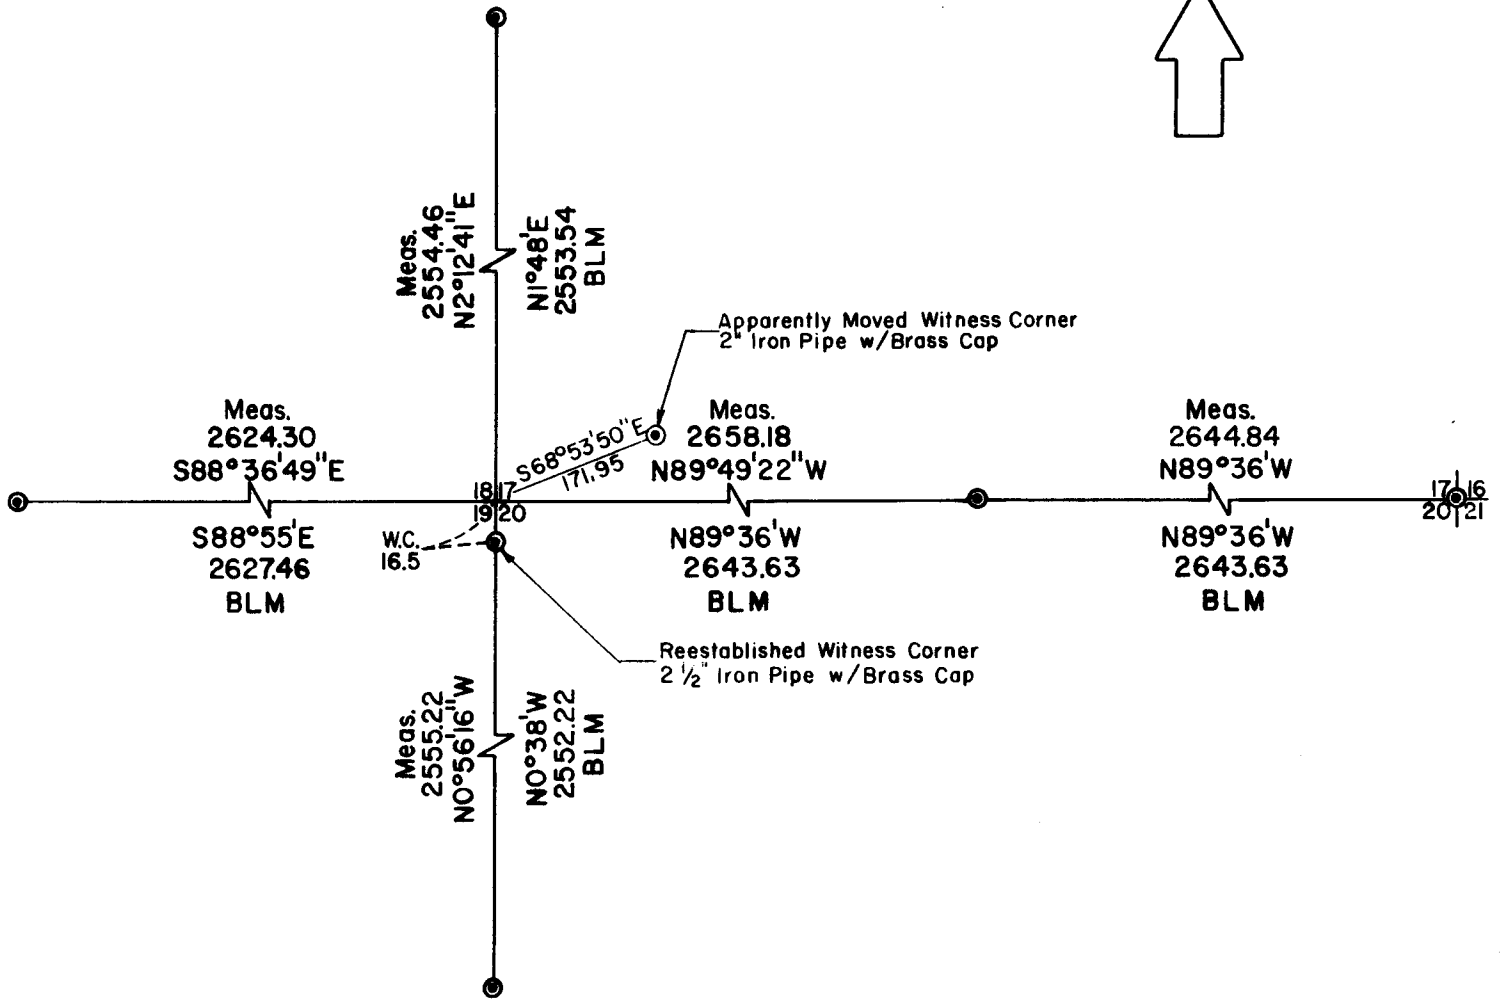 Meas.
2554.46
N2°12'41"E
N1°48'E
2553.54
BLM
Apparently Moved Witness Corner
2" Iron Pipe w/Brass Cap
Meas.
2624.30
S88°36'49"E
S68°53'50"E
171.95
Meas.
2658.18
N89°49'22"W
Meas.
2644.84
N89°36'W
18 17
19 20
17 16
20 21
S88°55'E
2627.46
BLM
W.C.
16.5
N89°36'W
2643.63
BLM
N89°36'W
2643.63
BLM
Reestablished Witness Corner
2 1/2" Iron Pipe w/Brass Cap
Meas.
2555.22
N0°56'16"W
N0°38'W
2552.22
BLM